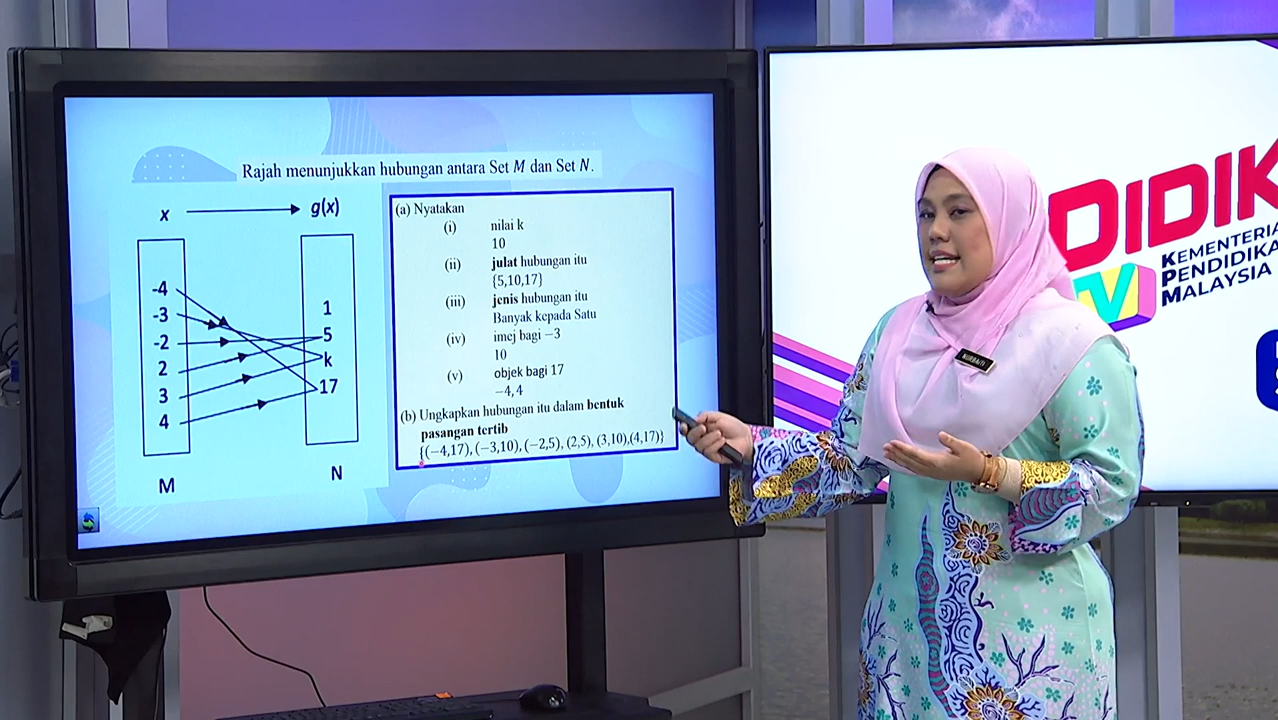 Rajah menunjukkan hubungan antara Set M dan Set N.
x g(x)
-4
-3
-2
2
3
4
M
1
5
k
17
N
(a) Nyatakan
(i) nilai k
10
(ii) julat hubungan itu
{5,10,17}
(iii) jenis hubungan itu
Banyak kepada Satu
(iv) imej bagi −3
10
(v) objek bagi 17
−4, 4
(b) Ungkapkan hubungan itu dalam bentuk
pasangan tertib
{(−4,17), (−3,10), (−2,5), (2,5), (3,10),(4,17)}
DIDIK
TV
KEMENTERIA
PENDIDIKA
MALAYSIA